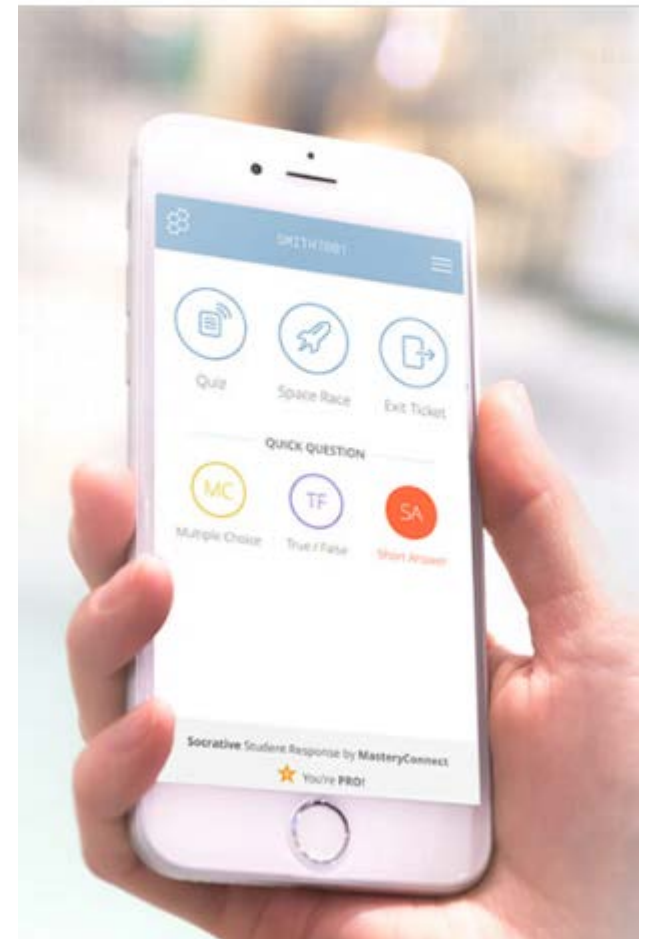 SMITH7001
Quiz
Space Race
Exit Ticket
QUICK QUESTION
MC
TF
SA
Multiple Choice
True / False
Short Answer
Socrative Student Response by MasteryConnect
You're PRO!